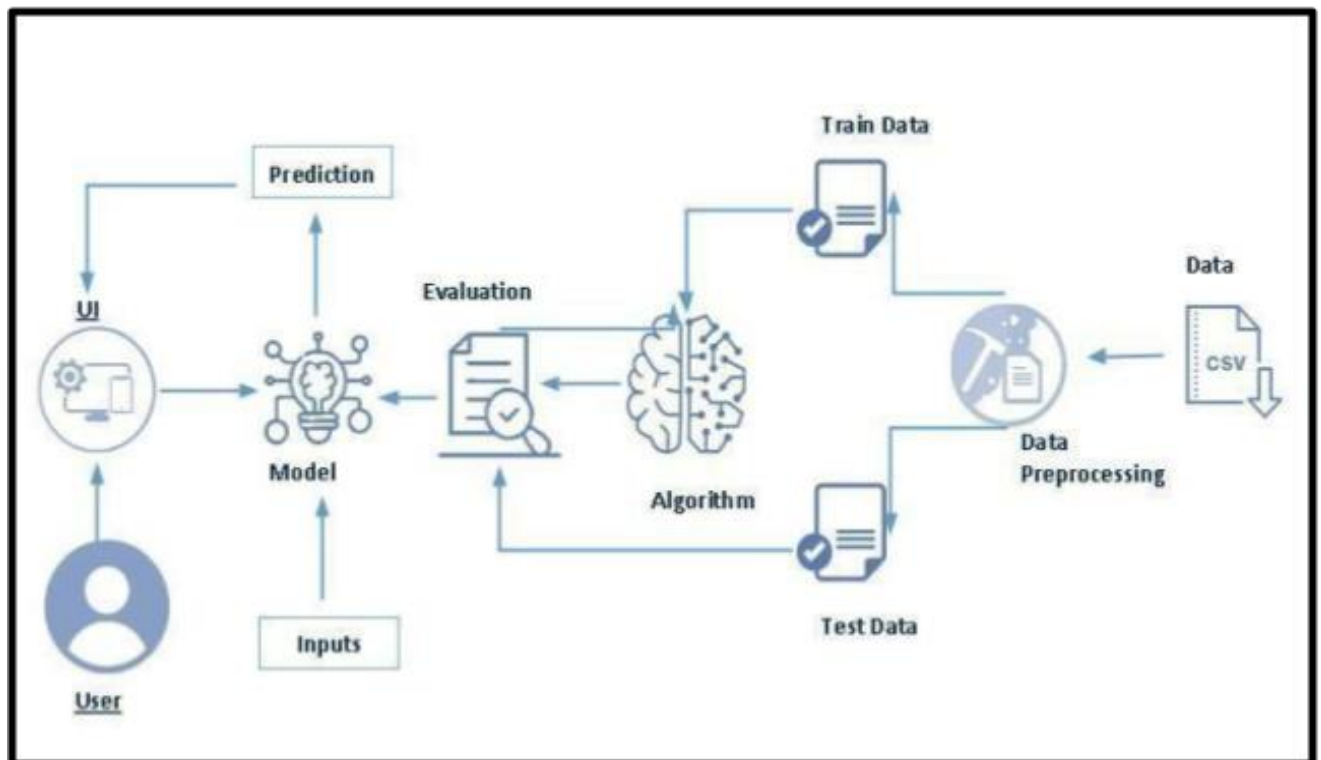 Train Data
Prediction
Data
Evaluation
UI
CSV
Data
Preprocessing
Model
Algorithm
Test Data
Inputs
User